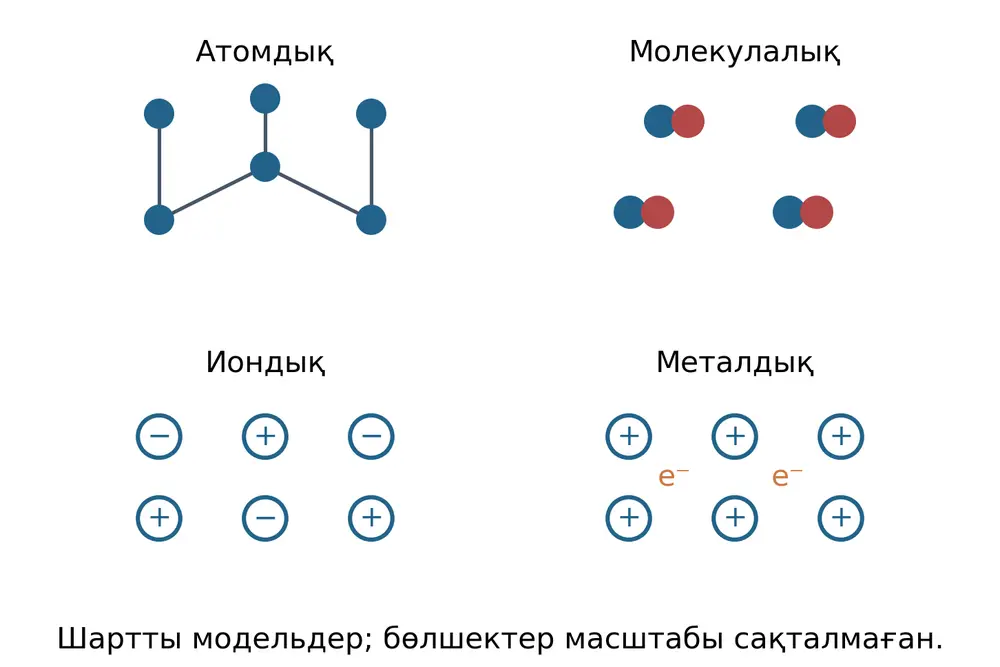 Атомдық
Молекулалық
Иондық
Металдық
− + −
+ + +
e⁻ e⁻
+ − +
+ + +
Шартты модельдер; бөлшектер масштабы сақталмаған.